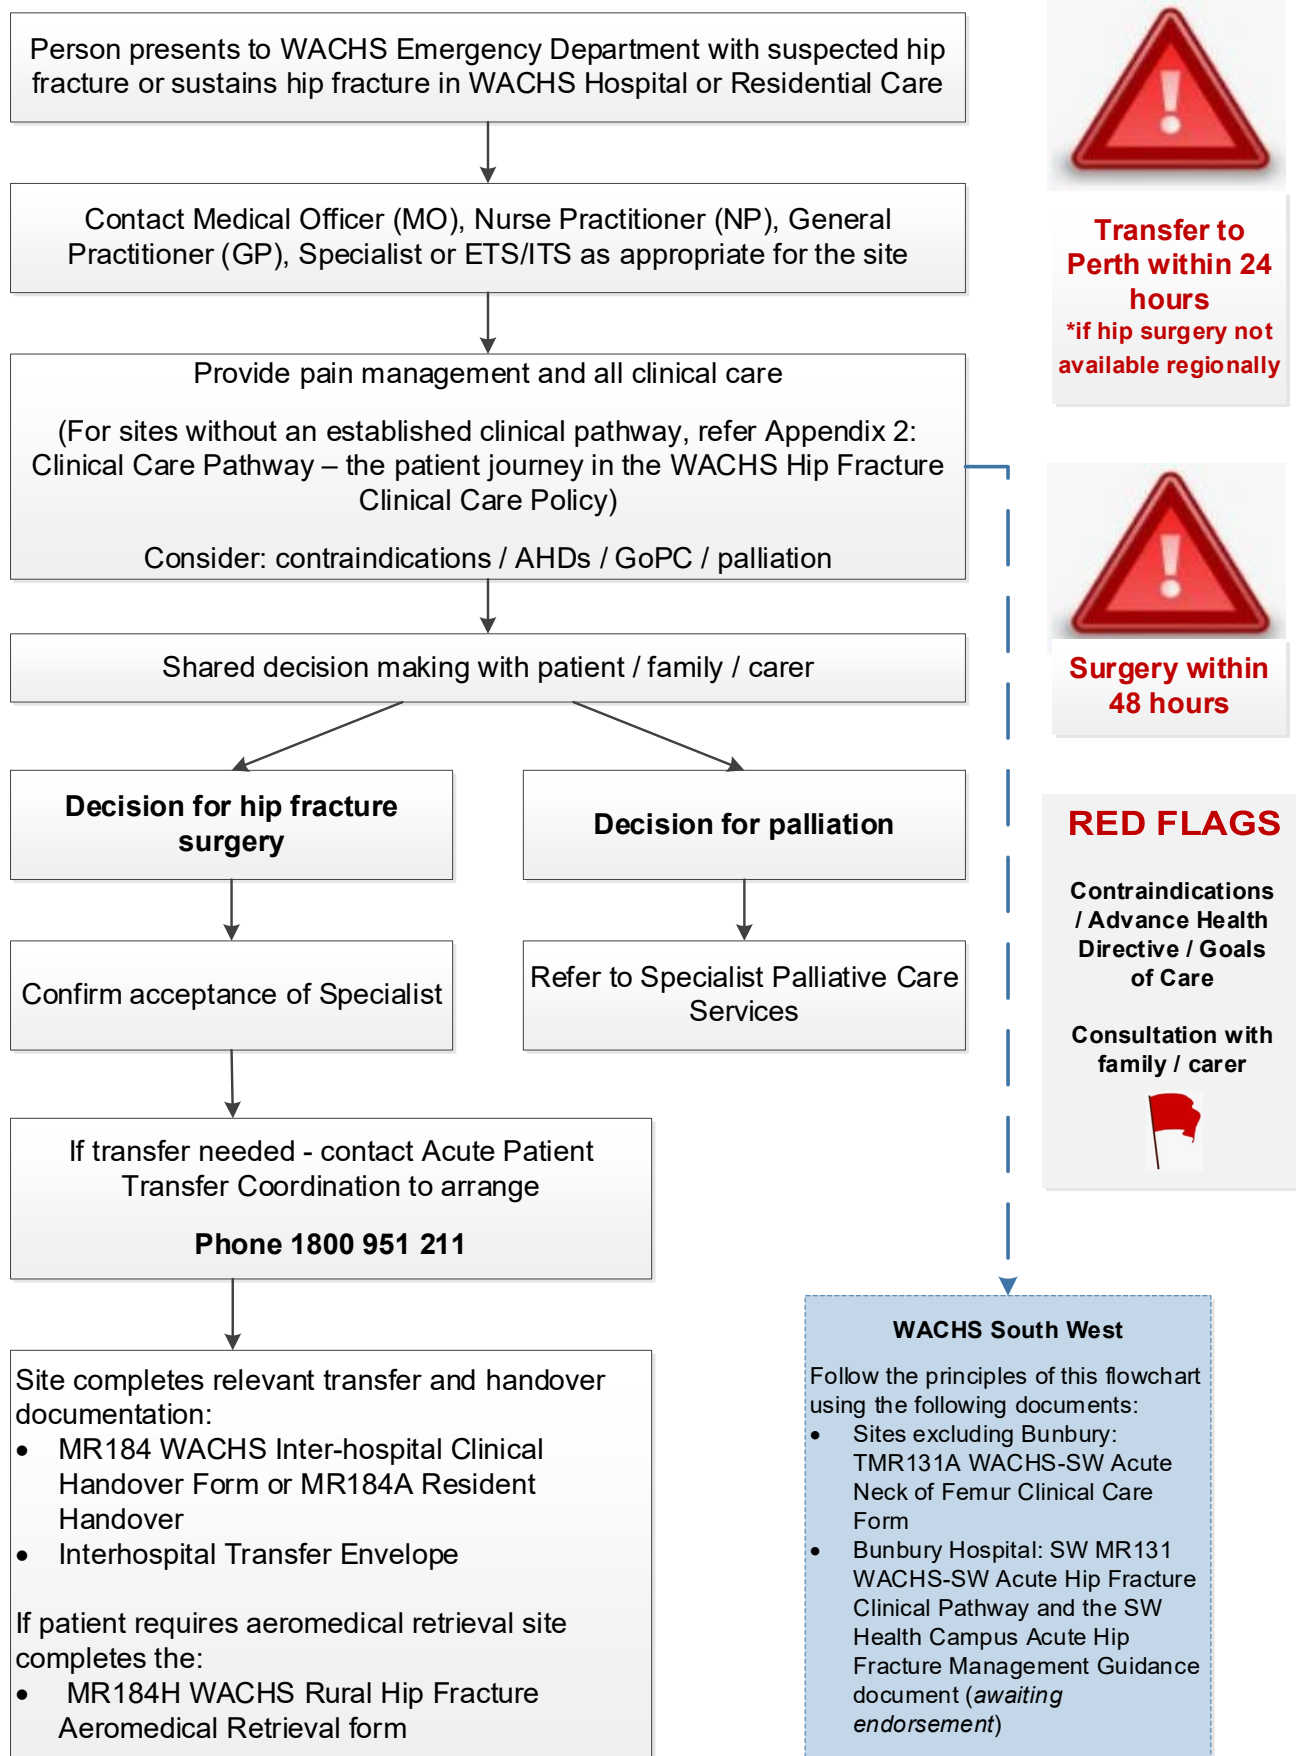 Person presents to WACHS Emergency Department with suspected hip
fracture or sustains hip fracture in WACHS Hospital or Residential Care
Contact Medical Officer (MO), Nurse Practitioner (NP), General
Practitioner (GP), Specialist or ETS/ITS as appropriate for the site
Provide pain management and all clinical care
(For sites without an established clinical pathway, refer Appendix 2:
Clinical Care Pathway – the patient journey in the WACHS Hip Fracture
Clinical Care Policy)
Consider: contraindications / AHDs / GoPC / palliation
Shared decision making with patient / family / carer
Decision for hip fracture
surgery
Decision for palliation
Confirm acceptance of Specialist
Refer to Specialist Palliative Care
Services
If transfer needed - contact Acute Patient
Transfer Coordination to arrange
Phone 1800 951 211
Site completes relevant transfer and handover
documentation:
• MR184 WACHS Inter-hospital Clinical
Handover Form or MR184A Resident
Handover
• Interhospital Transfer Envelope
If patient requires aeromedical retrieval site
completes the:
• MR184H WACHS Rural Hip Fracture
Aeromedical Retrieval form
Transfer to
Perth within 24
hours
*if hip surgery not
available regionally
Surgery within
48 hours
RED FLAGS
Contraindications
/ Advance Health
Directive / Goals
of Care
Consultation with
family / carer
WACHS South West
Follow the principles of this flowchart
using the following documents:
• Sites excluding Bunbury:
TMR131A WACHS-SW Acute
Neck of Femur Clinical Care
Form
• Bunbury Hospital: SW MR131
WACHS-SW Acute Hip Fracture
Clinical Pathway and the SW
Health Campus Acute Hip
Fracture Management Guidance
document (awaiting
endorsement)